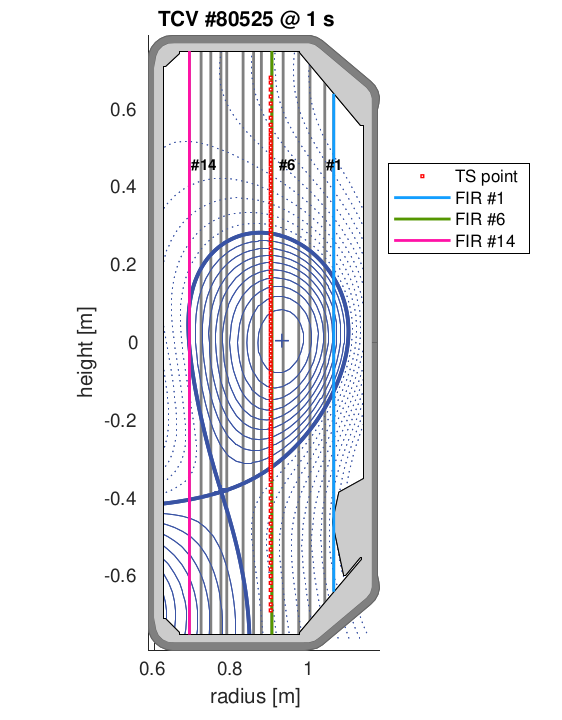 TCV #80525 @ 1 s
0.6
0.4
0.2
0
-0.2
-0.4
-0.6
height [m]
#14
#6
#1
TS point
FIR #1
FIR #6
FIR #14
0.6
0.8
1
radius [m]